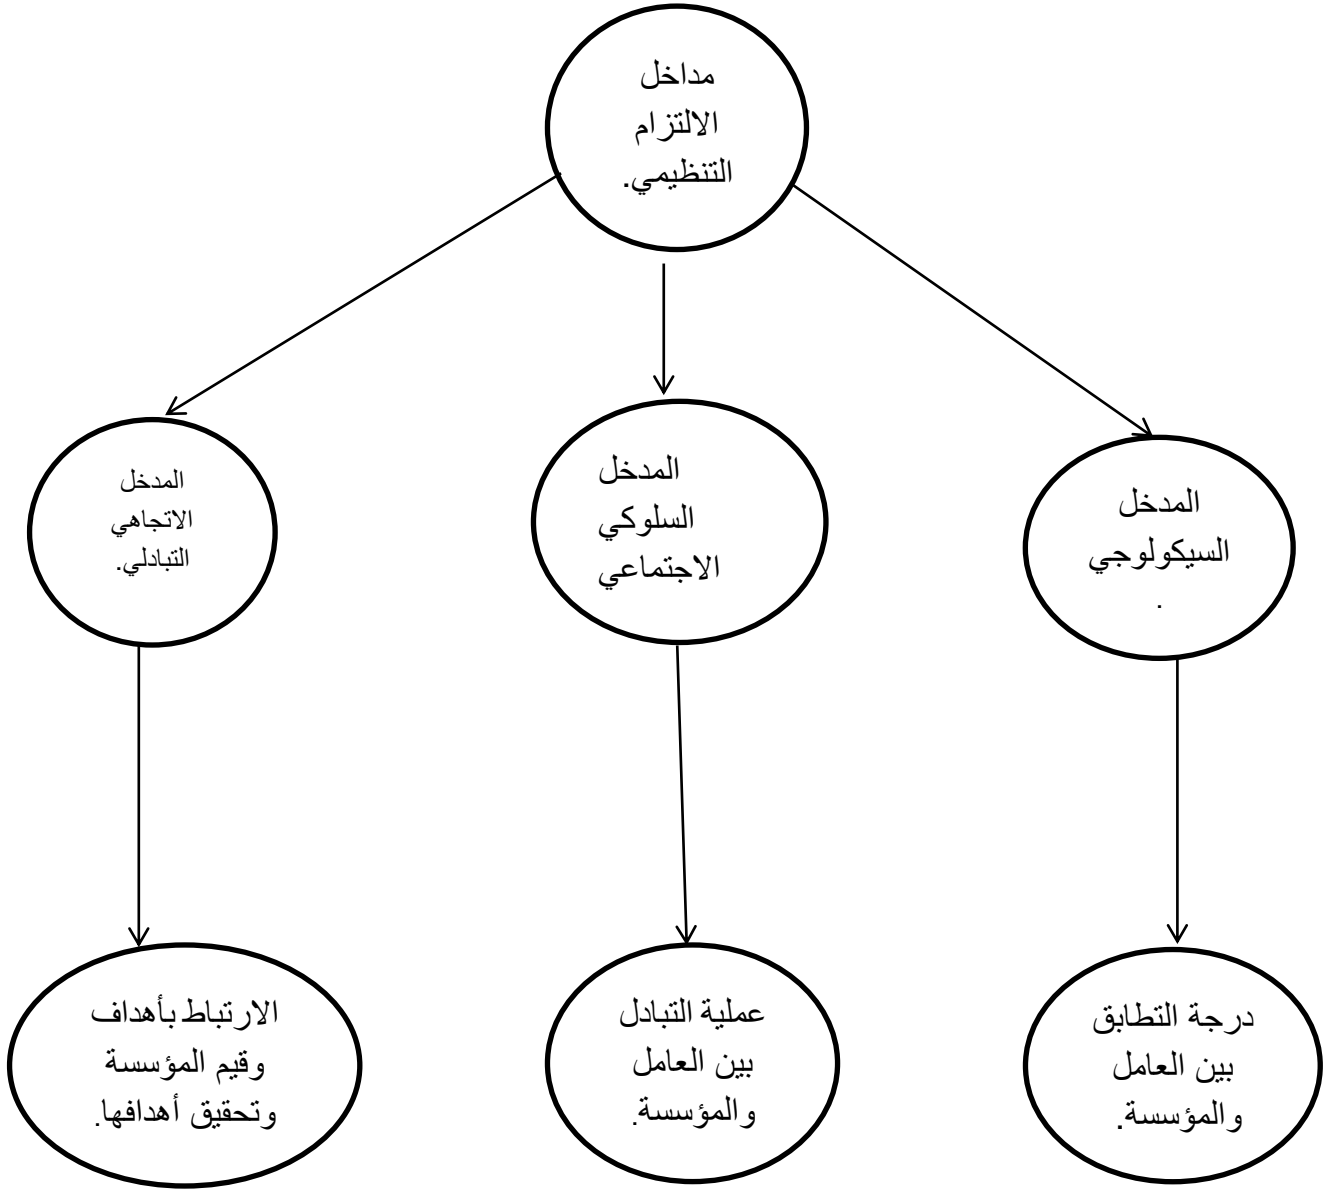 مداخل
الالتزام
التنظيمي.
المدخل
السيكولوجي
.
المدخل
السلوكي
الاجتماعي
المدخل
الاتجاهي
التبادلي.
درجة التطابق
بين العامل
والمؤسسة.
عملية التبادل
بين العامل
والمؤسسة.
الارتباط بأهداف
وقيم المؤسسة
وتحقيق أهدافها.